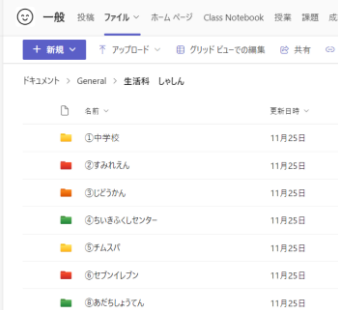 一般 投稿 ファイル ホーム ページ Class Notebook 授業 課題 成
+ 新規 アップロード グリッド ビューでの編集 共有
ドキュメント > General > 生活科 しゃしん
名前 更新日時
①中学校 11月25日
②すみれえん 11月25日
③じどうかん 11月25日
④ちいきふくしセンター 11月25日
⑤チムスパ 11月25日
⑥セブンイレブン 11月25日
⑧あだちしょうてん 11月25日